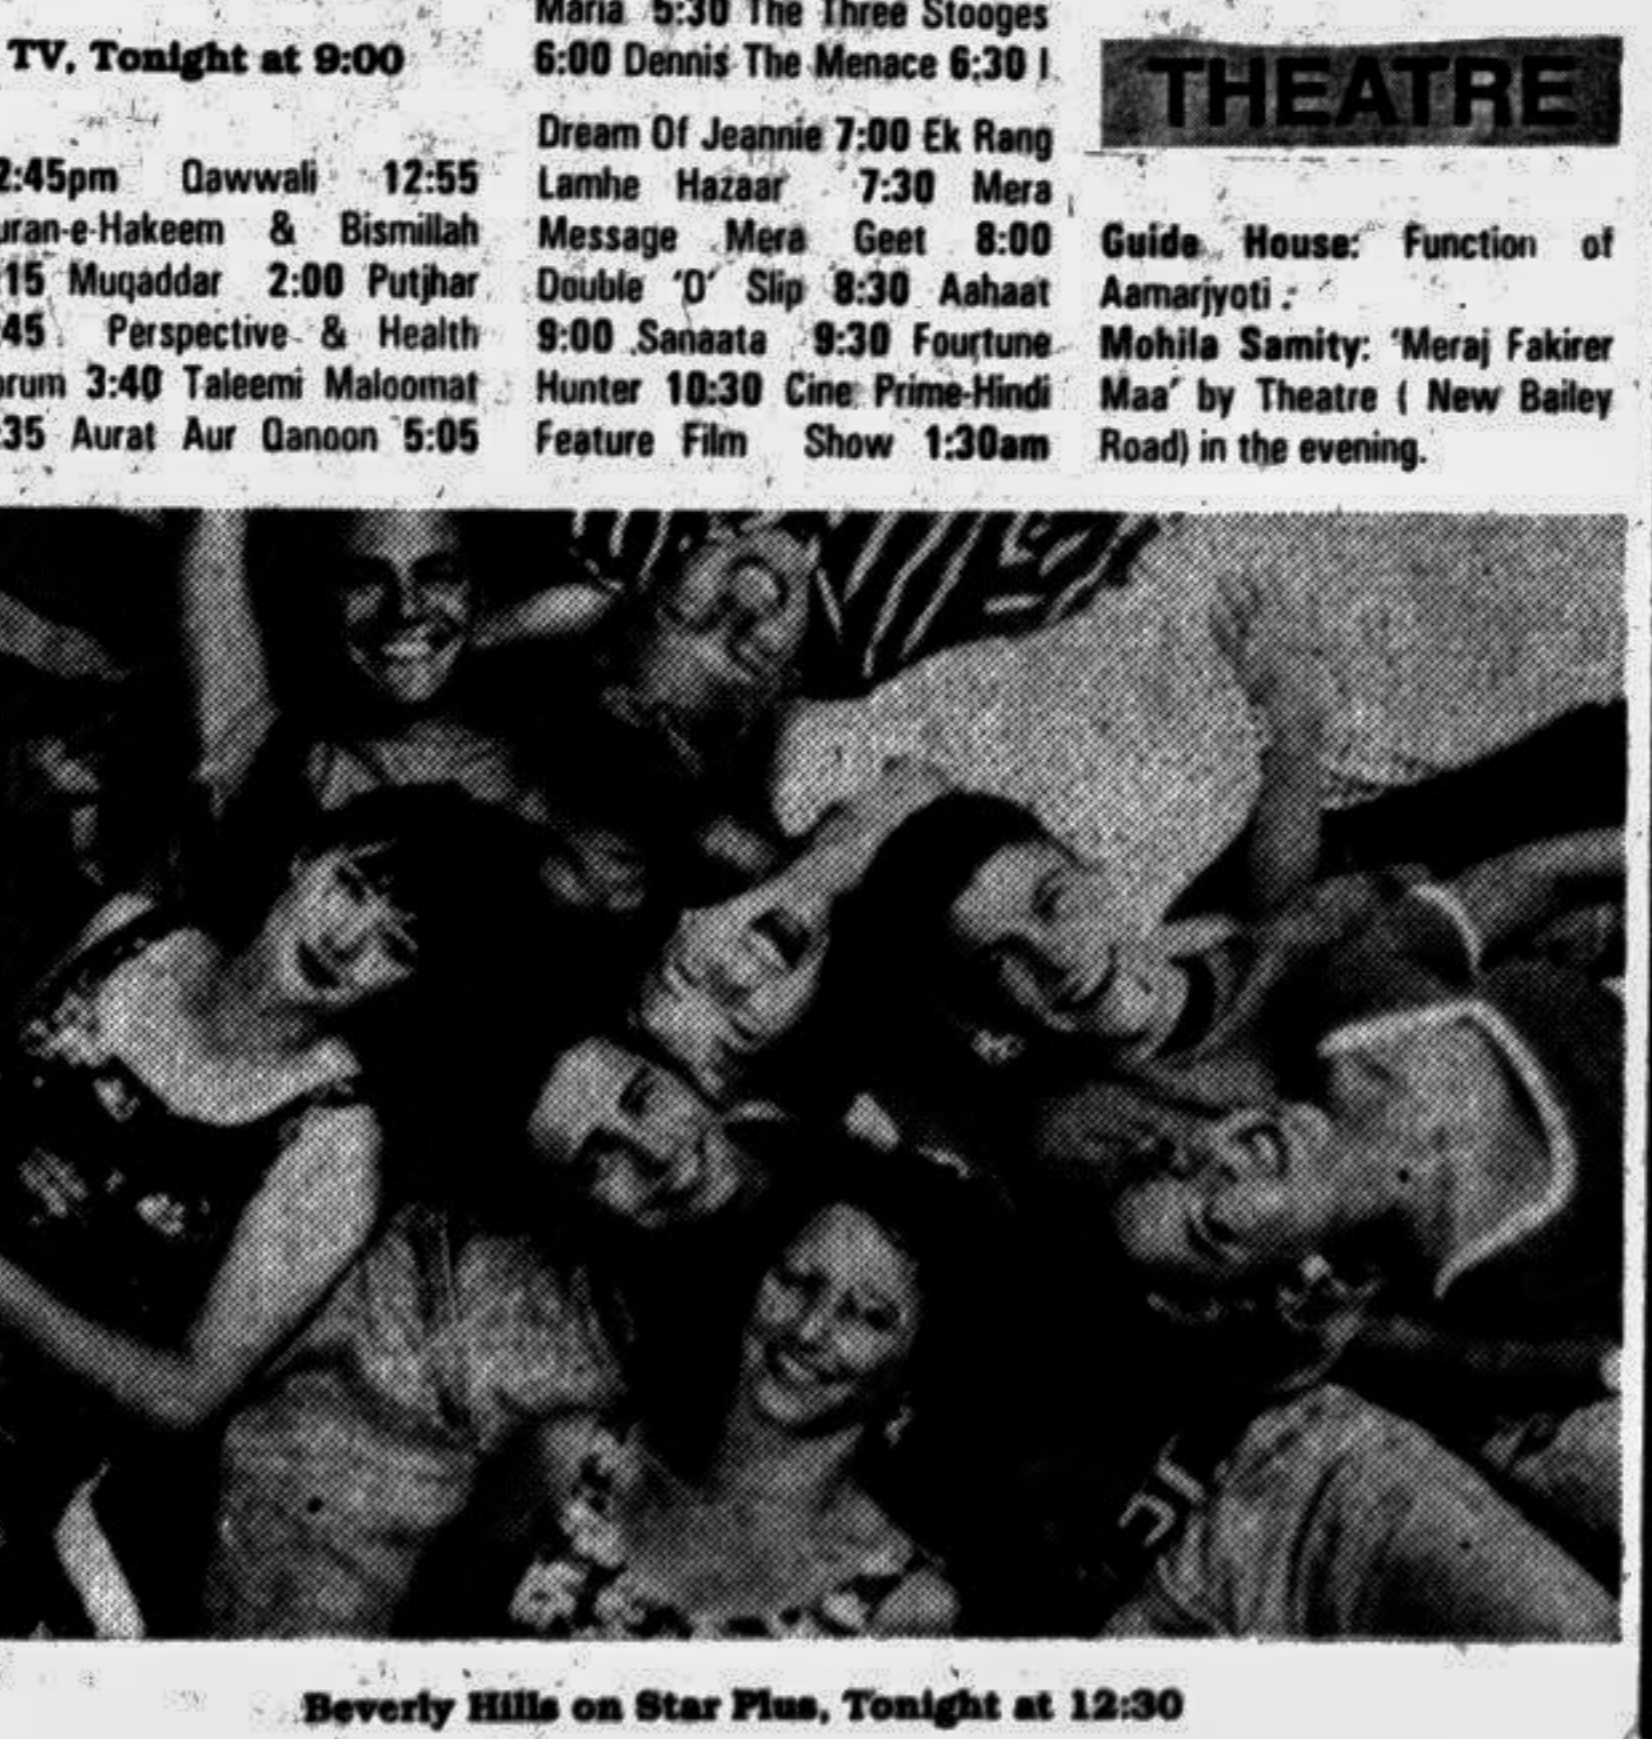 TV, Tonight at 9:00
2:45pm Qawwali 12:55
uran-e-Hakeem & Bismillah
:15 Muqaddar 2:00 Putjhar
:45 Perspective & Health
orum 3:40 Taleemi Maloomat
:35 Aurat Aur Qanoon 5:05
Maria 5:30 The Three Stooges
6:00 Dennis The Menace 6:30 I
Dream Of Jeannie 7:00 Ek Rang
Lamhe Hazaar 7:30 Mera
Message Mera Geet 8:00
Double ‘O’ Slip 8:30 Aahaat
9:00 Sanaata 9:30 Fourtune
Hunter 10:30 Cine Prime-Hindi
Feature Film Show 1:30am
THEATRE
Guide House: Function of
Aamarjyoti.
Mohila Samity: ‘Meraj Fakirer
Maa’ by Theatre ( New Bailey
Road) in the evening.
Beverly Hills on Star Plus, Tonight at 12:30